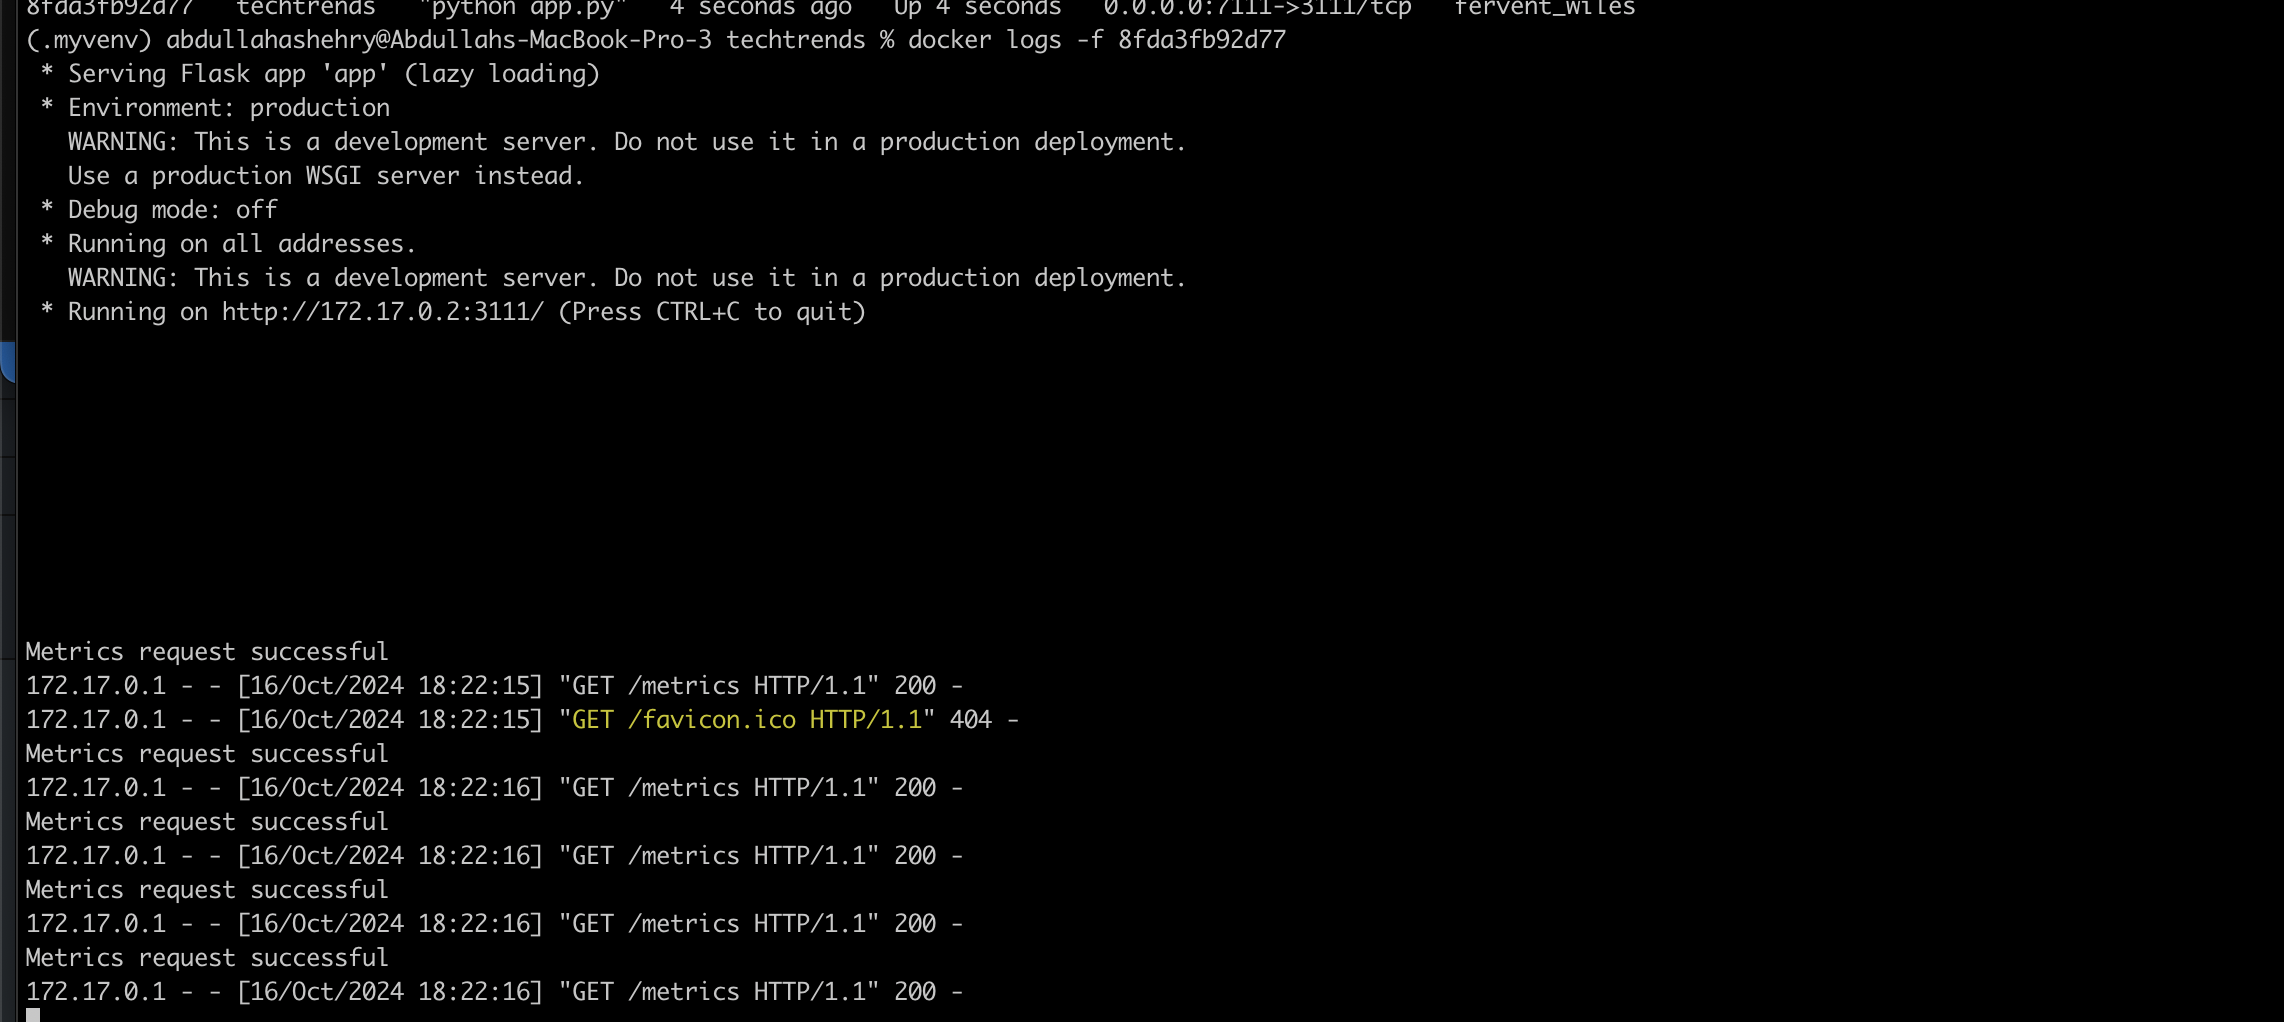 8fda3fb92d77   techtrends   "python app.py"   4 seconds ago   Up 4 seconds   0.0.0.0:7111->3111/tcp   fervent_wiles
(.myvenv) abdullahashehry@Abdullahs-MacBook-Pro-3 techtrends % docker logs -f 8fda3fb92d77
 * Serving Flask app 'app' (lazy loading)
 * Environment: production
   WARNING: This is a development server. Do not use it in a production deployment.
   Use a production WSGI server instead.
 * Debug mode: off
 * Running on all addresses.
   WARNING: This is a development server. Do not use it in a production deployment.
 * Running on http://172.17.0.2:3111/ (Press CTRL+C to quit)
Metrics request successful
172.17.0.1 - - [16/Oct/2024 18:22:15] "GET /metrics HTTP/1.1" 200 -
172.17.0.1 - - [16/Oct/2024 18:22:15] "GET /favicon.ico HTTP/1.1" 404 -
Metrics request successful
172.17.0.1 - - [16/Oct/2024 18:22:16] "GET /metrics HTTP/1.1" 200 -
Metrics request successful
172.17.0.1 - - [16/Oct/2024 18:22:16] "GET /metrics HTTP/1.1" 200 -
Metrics request successful
172.17.0.1 - - [16/Oct/2024 18:22:16] "GET /metrics HTTP/1.1" 200 -
Metrics request successful
172.17.0.1 - - [16/Oct/2024 18:22:16] "GET /metrics HTTP/1.1" 200 -